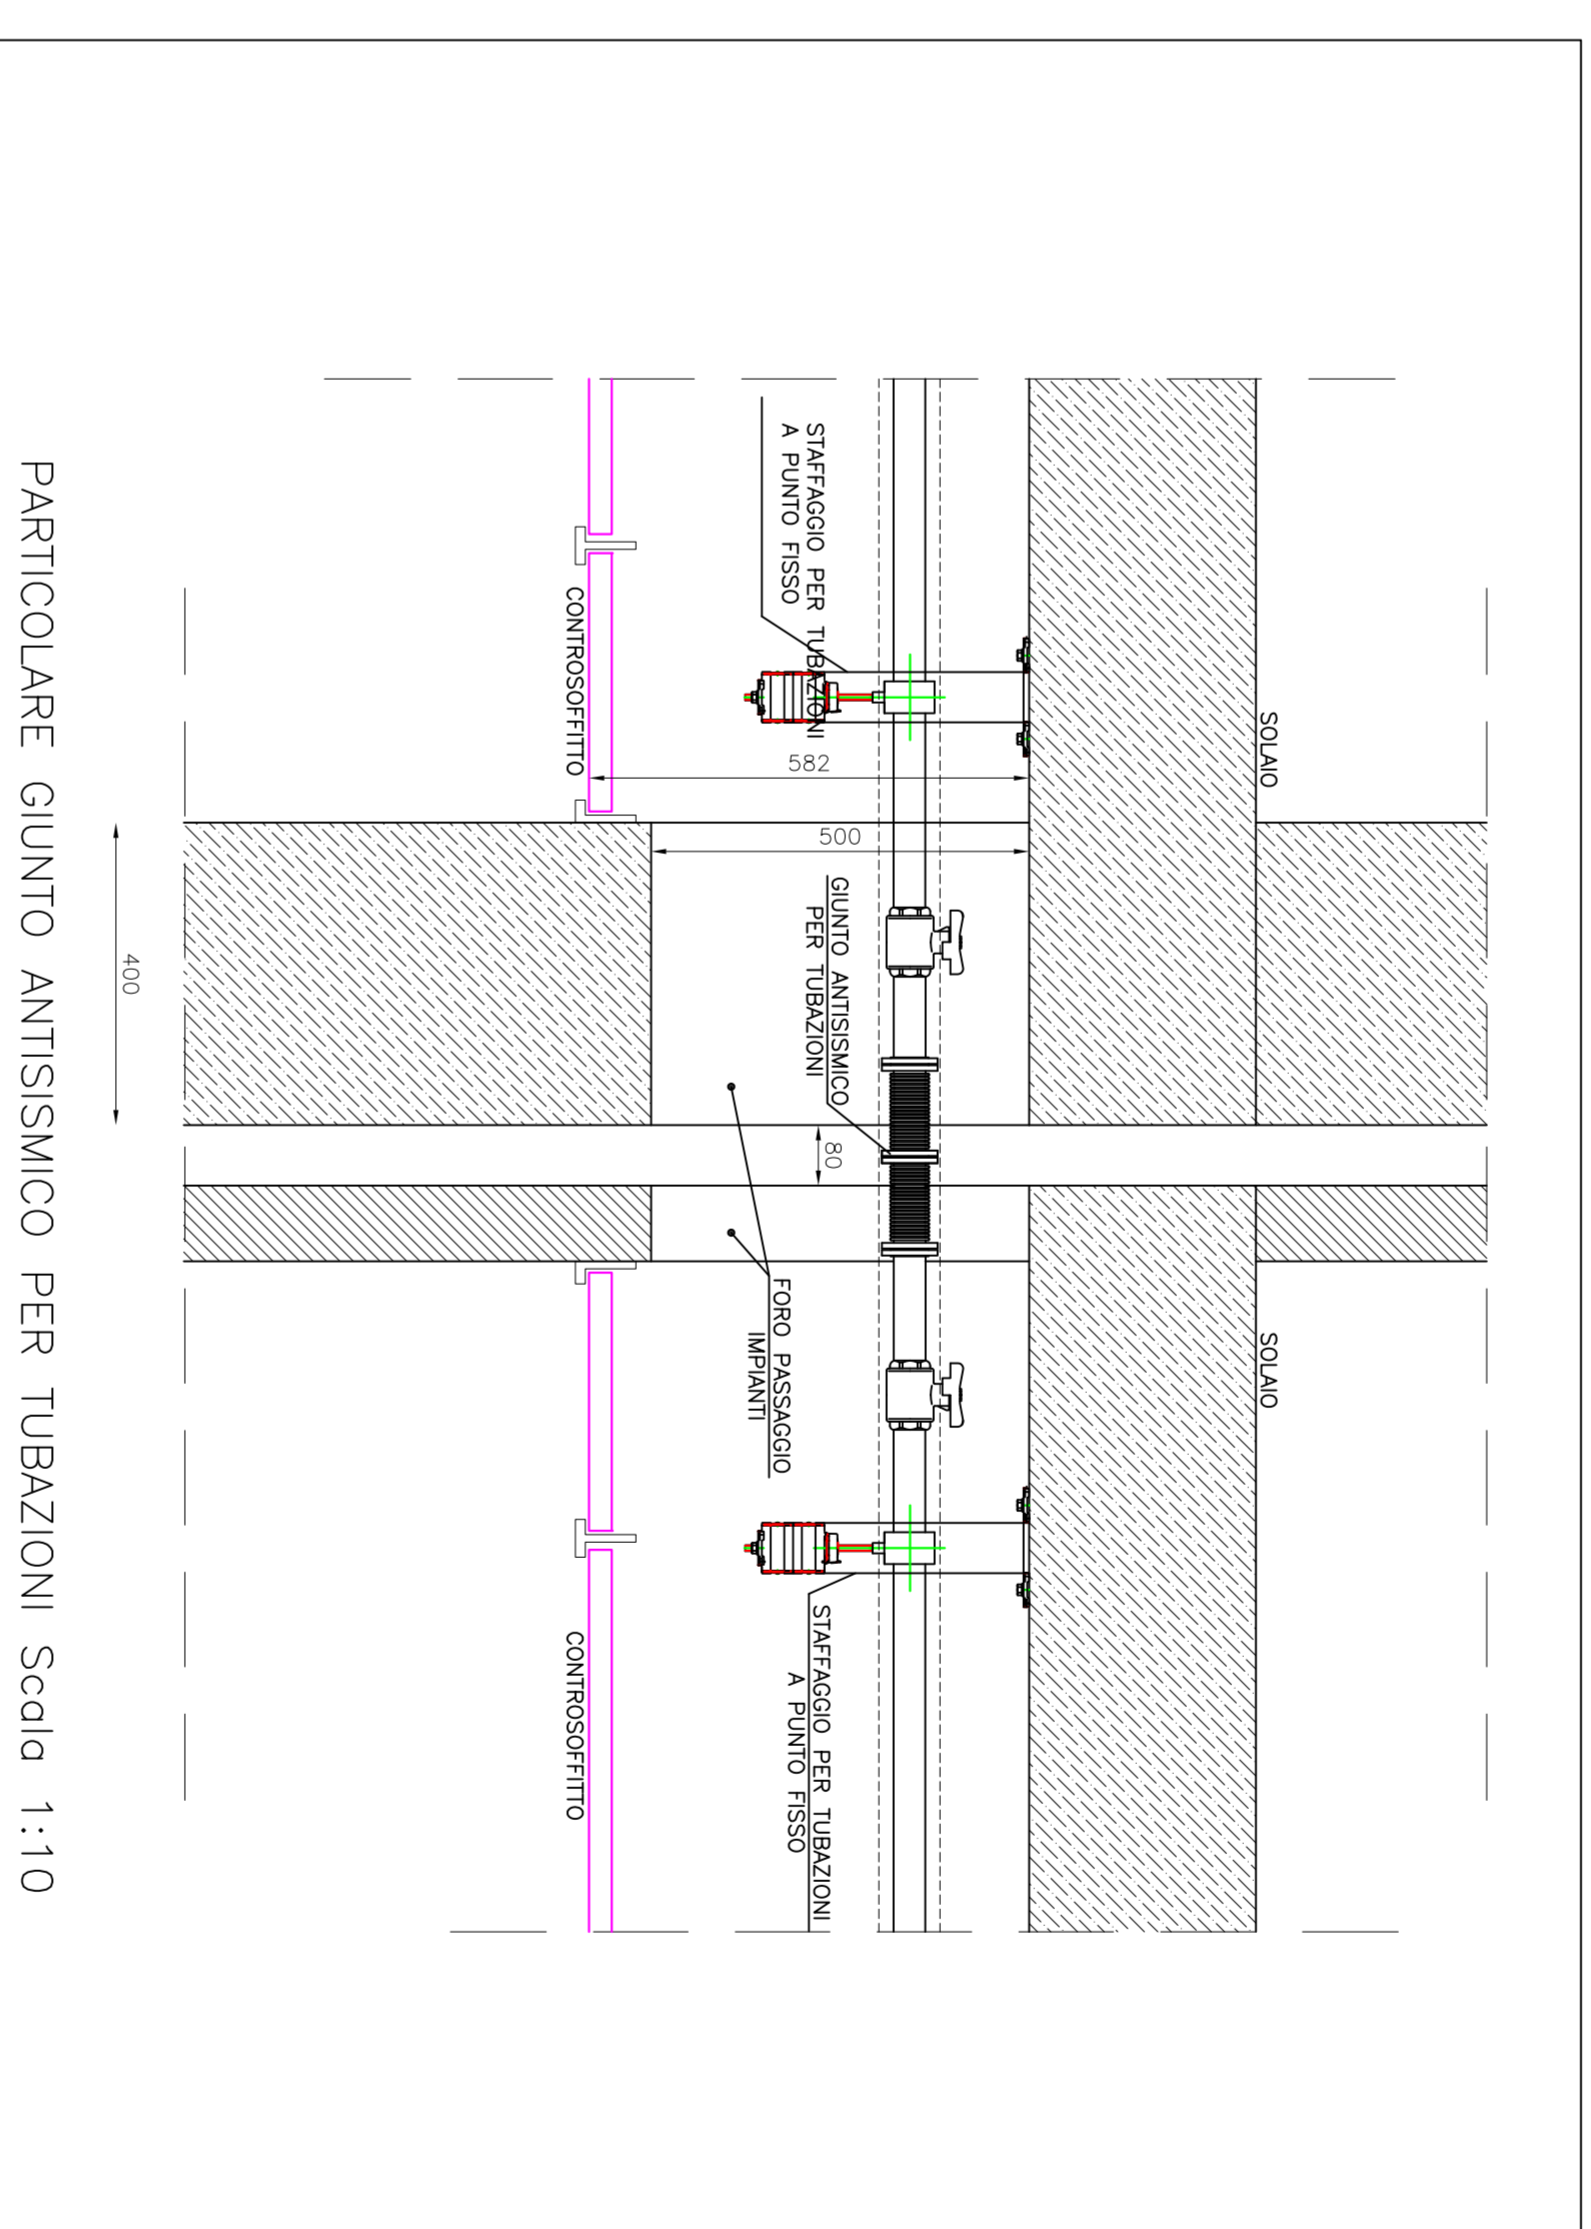 SOLAIO
SOLAIO
STAFFAGGIO PER TUBAZIONI
A PUNTO FISSO
582
500
GIUNTO ANTISISMICO
PER TUBAZIONI
80
FORO PASSAGGIO
IMPIANTI
STAFFAGGIO PER TUBAZIONI
A PUNTO FISSO
CONTROSOFFITTO
CONTROSOFFITTO
400
PARTICOLARE GIUNTO ANTISISMICO PER TUBAZIONI Scala 1:10